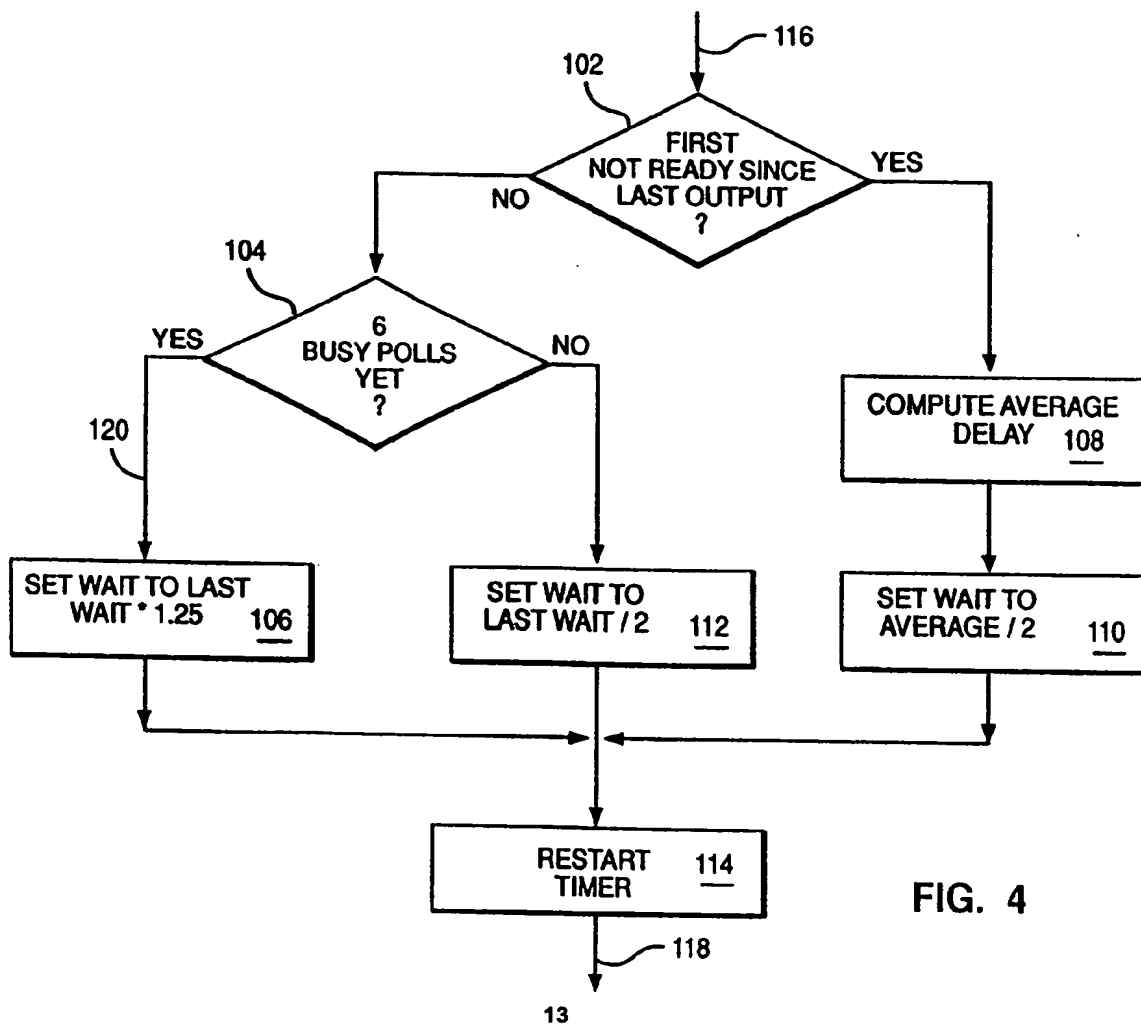 116
102
FIRST
NOT READY SINCE
LAST OUTPUT
?
NO
YES
104
6
BUSY POLLS
YET
?
YES
NO
120
COMPUTE AVERAGE
DELAY 108
SET WAIT TO LAST
WAIT * 1.25 106
SET WAIT TO
LAST WAIT / 2 112
SET WAIT TO
AVERAGE / 2 110
RESTART
TIMER 114
FIG. 4
118
13